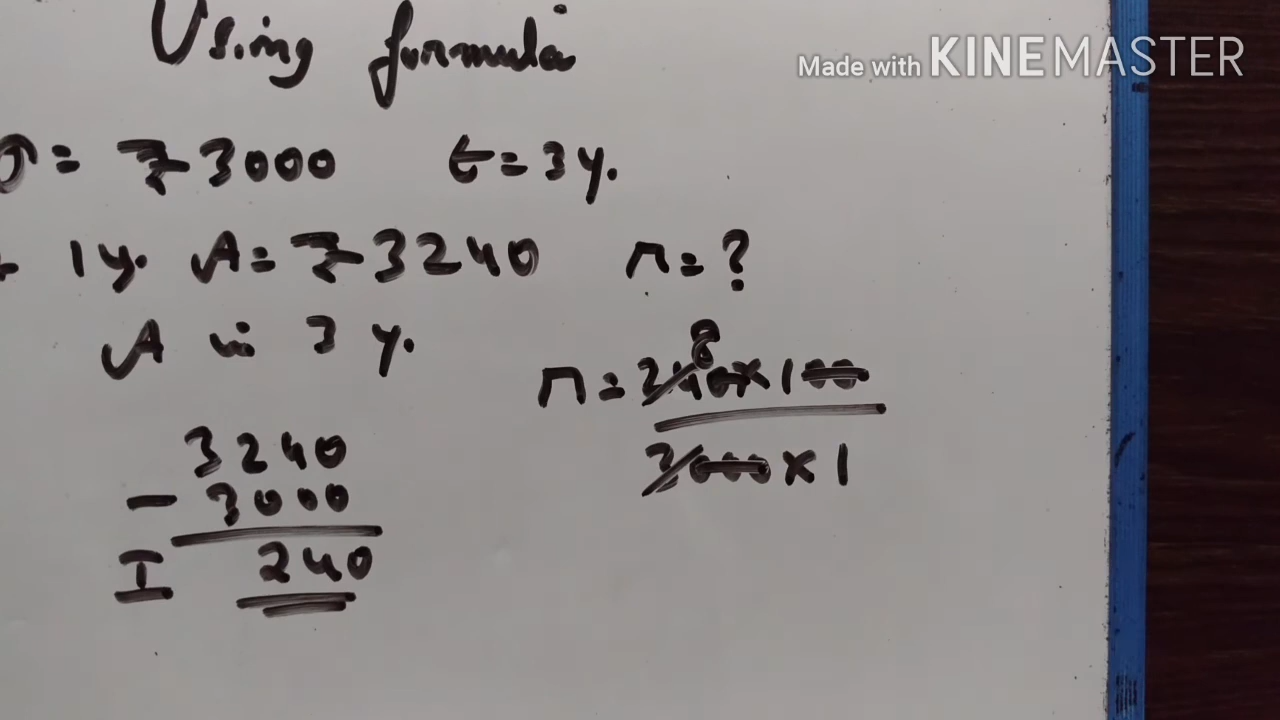 Made with KINEMASTER
Using formula
P = ₹ 3000 t = 3 y.
1 y. A = ₹ 3240 r = ?
A in 3 y.
8
r = 240 × 100
3000 × 1
3240
- 3000
I 240